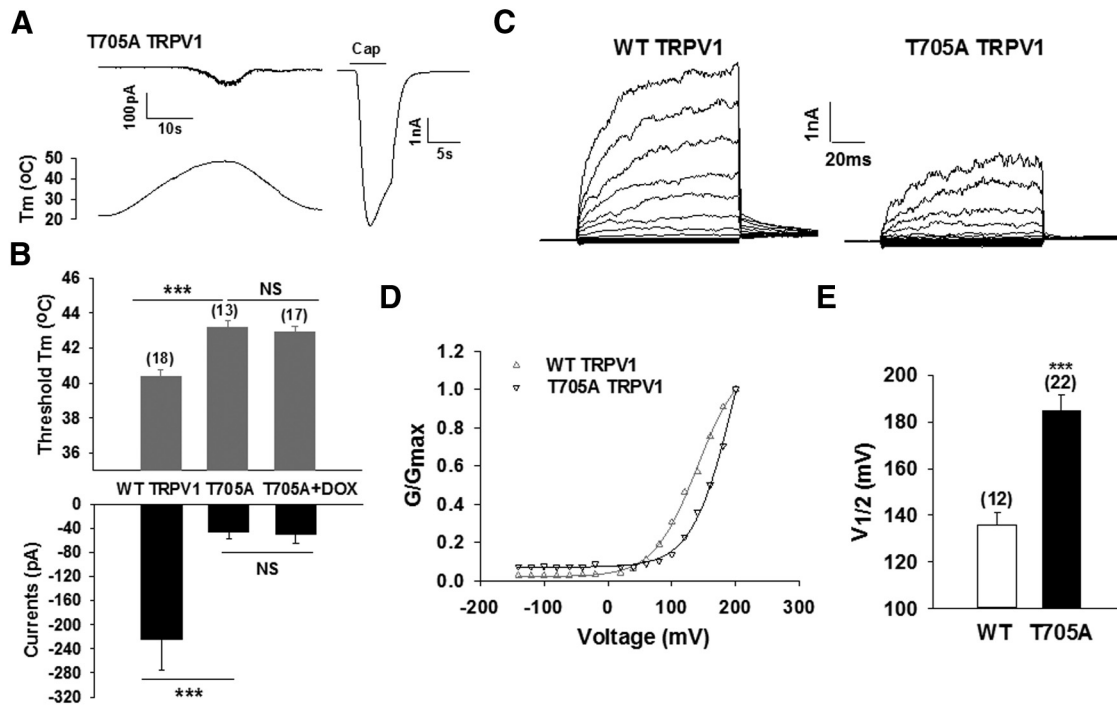 A
T705A TRPV1
Cap
100pA
10s
1nA
5s
Tm (oC)
50
40
30
20
B
Threshold Tm (oC)
46
44
42
40
38
36
***
NS
(18)
(13)
(17)
WT TRPV1 T705A T705A+DOX
Currents (pA)
0
-40
-80
-120
-160
-200
-240
-280
-320
NS
***
C
WT TRPV1
T705A TRPV1
1nA
20ms
D
G/Gmax
1.2
1.0
0.8
0.6
0.4
0.2
0.0
WT TRPV1
T705A TRPV1
-200 -100 0 100 200 300
Voltage (mV)
E
V1/2 (mV)
200
180
160
140
120
100
(12)
***
(22)
WT T705A